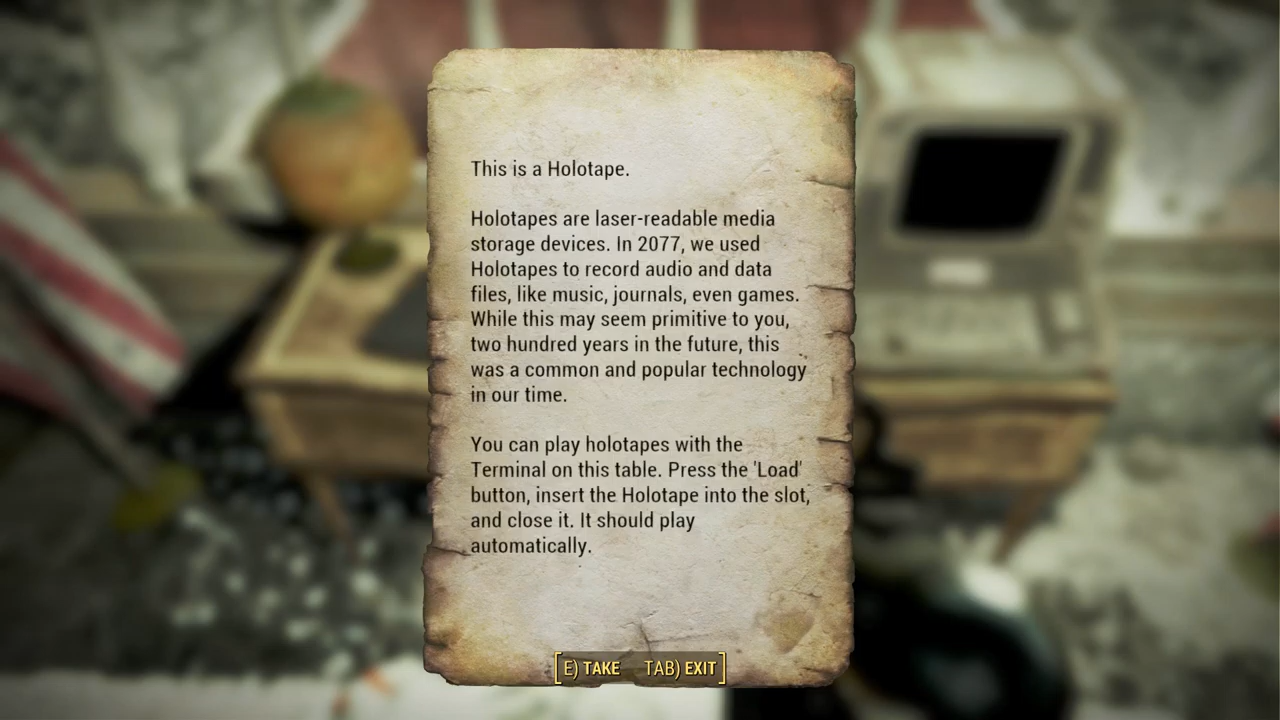 This is a Holotape.
Holotapes are laser-readable media
storage devices. In 2077, we used
Holotapes to record audio and data
files, like music, journals, even games.
While this may seem primitive to you,
two hundred years in the future, this
was a common and popular technology
in our time.
You can play holotapes with the
Terminal on this table. Press the 'Load'
button, insert the Holotape into the slot,
and close it. It should play
automatically.
[E) TAKE TAB) EXIT]